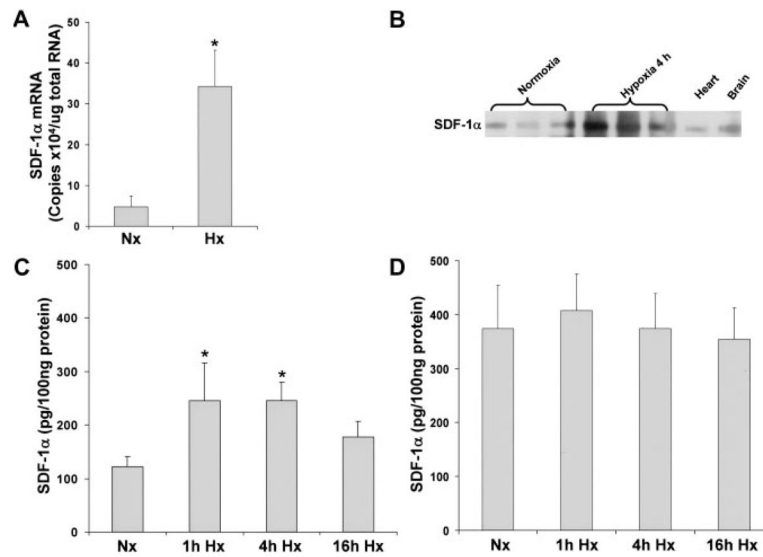 A
SDF-1α mRNA
(Copies x10⁴/ug total RNA)
50
40
30
20
10
0
*
Nx Hx
B
Normoxia Hypoxia 4 h Heart Brain
SDF-1α
C
SDF-1α (pg/100ng protein)
500
400
300
200
100
0
* *
Nx 1h Hx 4h Hx 16h Hx
D
SDF-1α (pg/100ng protein)
500
400
300
200
100
0
Nx 1h Hx 4h Hx 16h Hx